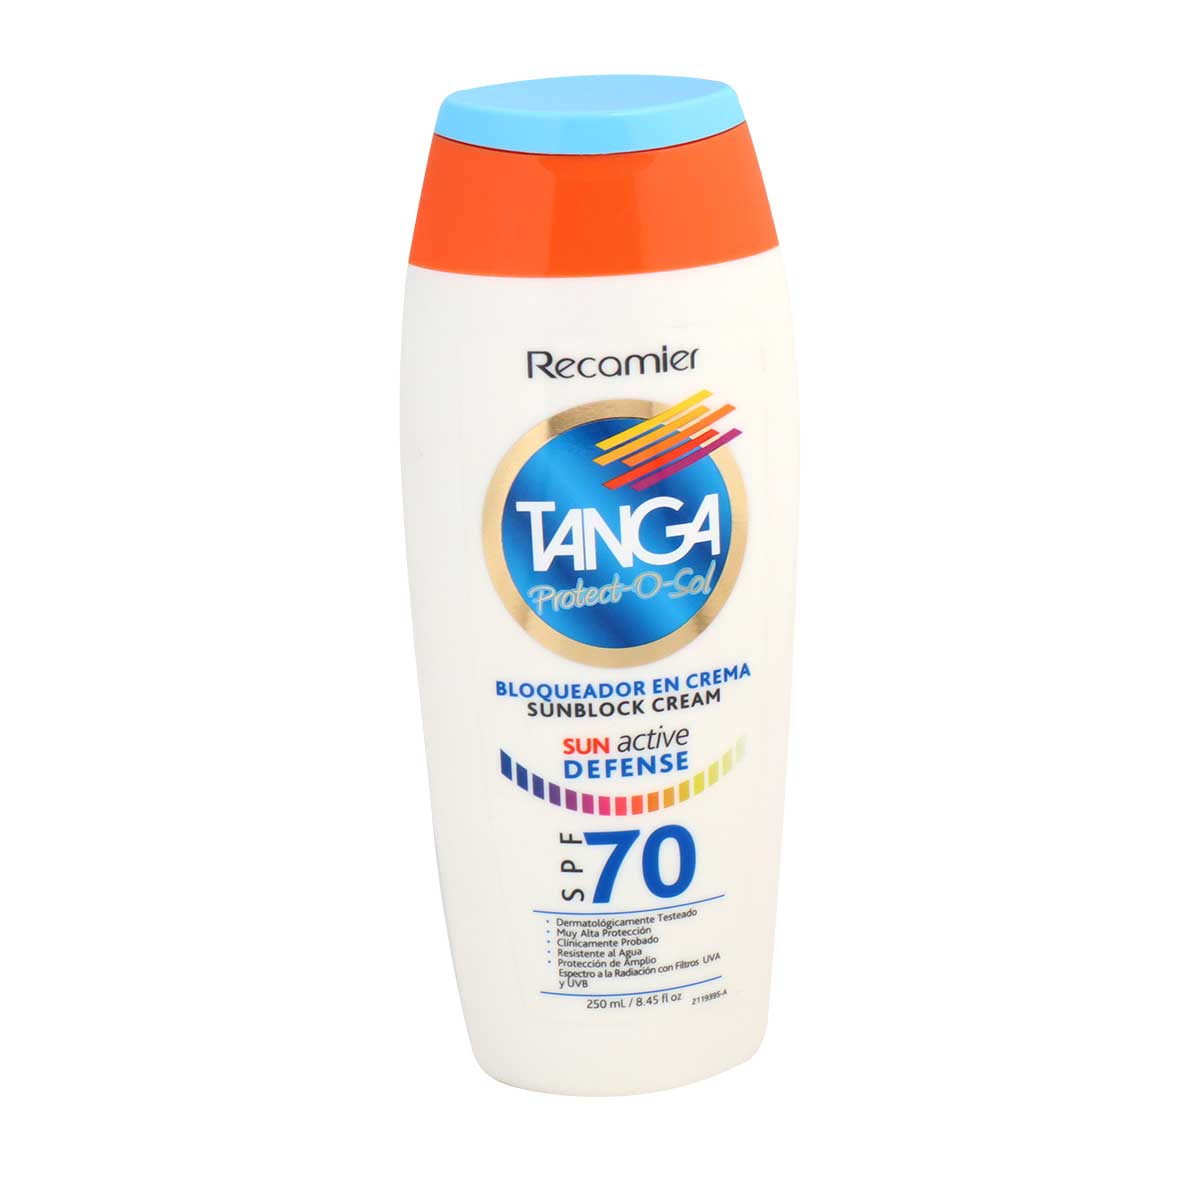 Recamier
TANGA
Protect-O-Sol
BLOQUEADOR EN CREMA
SUNBLOCK CREAM
SUN active
DEFENSE
SPF 70
• Dermatológicamente Testeado
• Muy Alta Protección
• Clínicamente Probado
• Resistente al Agua
• Protección de Amplio
Espectro a la Radiación con Filtros UVA
y UVB
250 mL / 8.45 fl oz 2119395-A